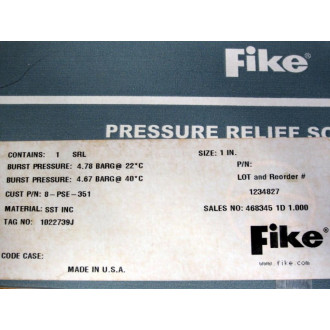 Fike®
PRESSURE RELIEF SO
CONTAINS: 1 SRL SIZE: 1 IN.
BURST PRESSURE: 4.78 BARG@ 22°C P/N:
BURST PRESSURE: 4.67 BARG@ 40°C LOT and Reorder #
CUST P/N: 8-PSE-351 1234827
MATERIAL: SST INC SALES NO: 468345 1D 1.000
TAG NO: 1022739J
Fike®
CODE CASE:
MADE IN U.S.A. www.fike.com